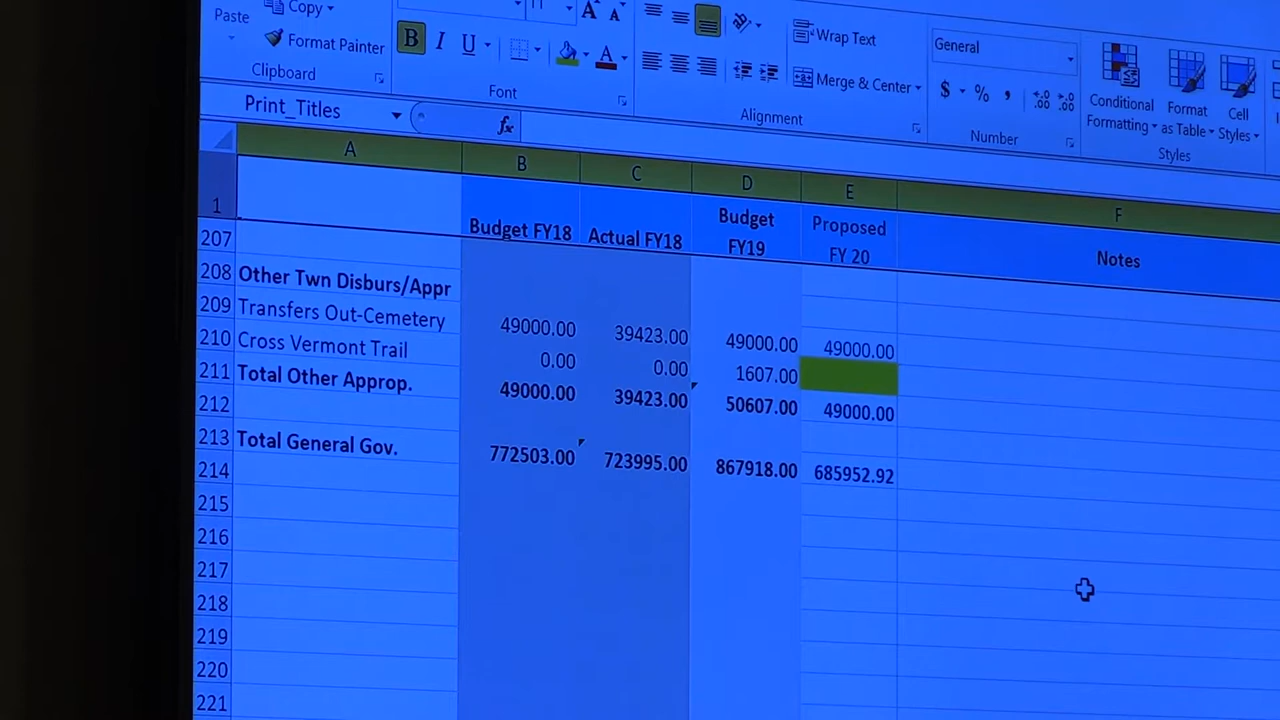 Paste
Copy
Format Painter
Clipboard
B I U A
A A
Font
Wrap Text
Merge & Center
Alignment
General
$ % ,
Number
Conditional Formatting
Format as Table
Cell Styles
Styles
Print_Titles
fx
A B C D E F
1 Budget FY18 Actual FY18 Budget FY19 Proposed FY 20 Notes
207
208 Other Twn Disburs/Appr
209 Transfers Out-Cemetery 49000.00 39423.00 49000.00 49000.00
210 Cross Vermont Trail 0.00 0.00 1607.00
211 Total Other Approp. 49000.00 39423.00 50607.00 49000.00
212
213 Total General Gov. 772503.00 723995.00 867918.00 685952.92
214
215
216
217
218
219
220
221